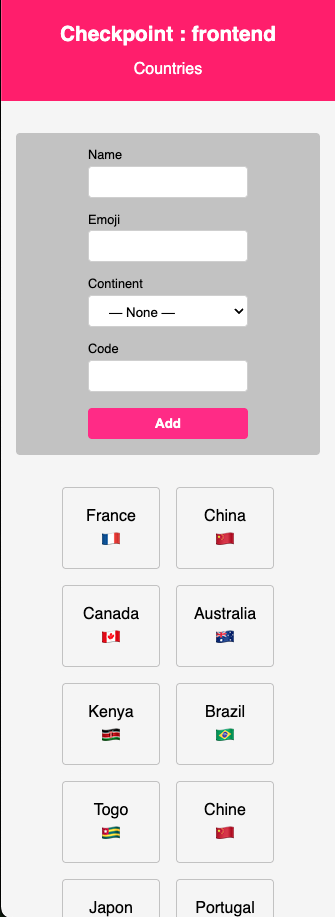 Checkpoint : frontend
Countries
Name
Emoji
Continent
— None —
Code
Add
France
China
Canada
Australia
Kenya
Brazil
Togo
Chine
Japon
Portugal